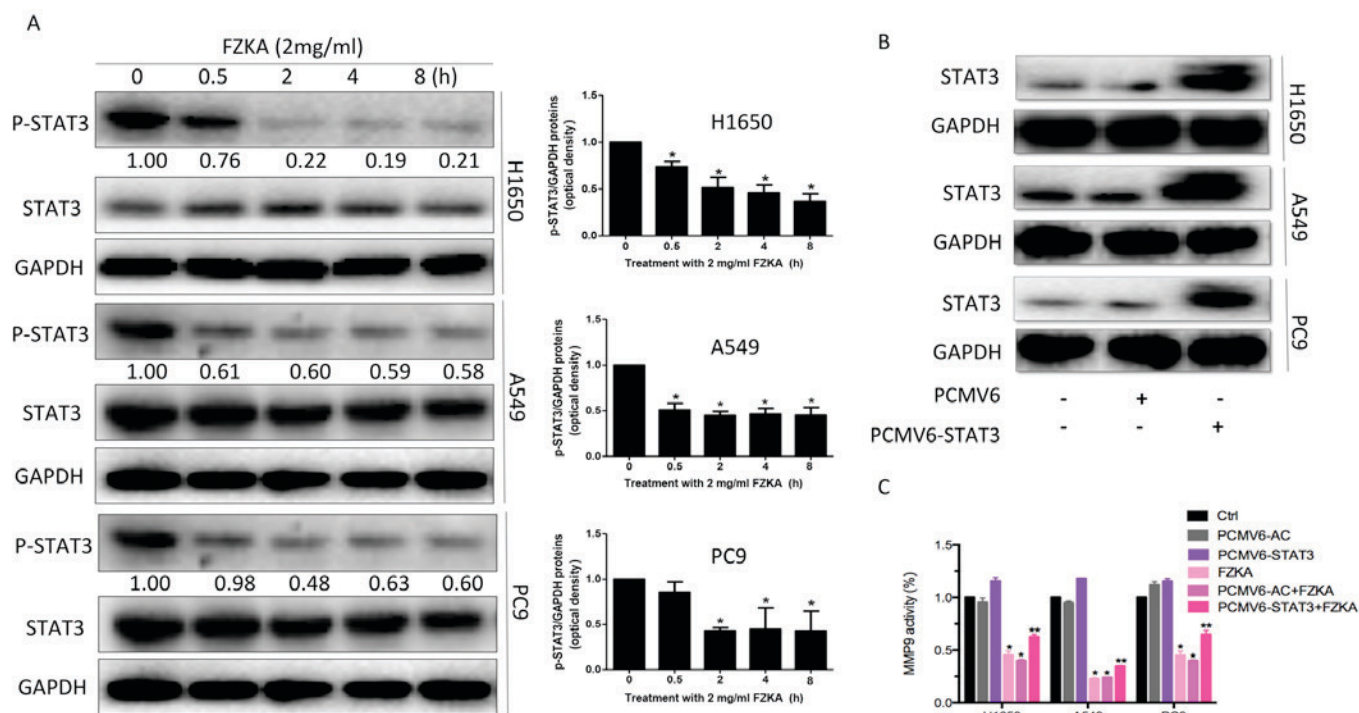 A
FZKA (2mg/ml)
0 0.5 2 4 8 (h)
P-STAT3
1.00 0.76 0.22 0.19 0.21
STAT3
GAPDH
H1650
P-STAT3
1.00 0.61 0.60 0.59 0.58
STAT3
GAPDH
A549
P-STAT3
1.00 0.98 0.48 0.63 0.60
STAT3
GAPDH
PC9
H1650
p-STAT3/GAPDH proteins
(optical density)
1.5
1.0
0.5
0.0
* * * *
0 0.5 2 4 8
Treatment with 2 mg/ml FZKA (h)
A549
p-STAT3/GAPDH proteins
(optical density)
1.5
1.0
0.5
0.0
* * * *
0 0.5 2 4 8
Treatment with 2 mg/ml FZKA (h)
PC9
p-STAT3/GAPDH proteins
(optical density)
1.5
1.0
0.5
0.0
* * *
0 0.5 2 4 8
Treatment with 2 mg/ml FZKA (h)
B
STAT3
GAPDH
H1650
STAT3
GAPDH
A549
STAT3
GAPDH
PC9
PCMV6 - + -
PCMV6-STAT3 - - +
C
Ctrl
PCMV6-AC
PCMV6-STAT3
FZKA
PCMV6-AC+FZKA
PCMV6-STAT3+FZKA
MMP9 activity (%)
1.5
1.0
0.5
0.0
* * ** * * ** * * **